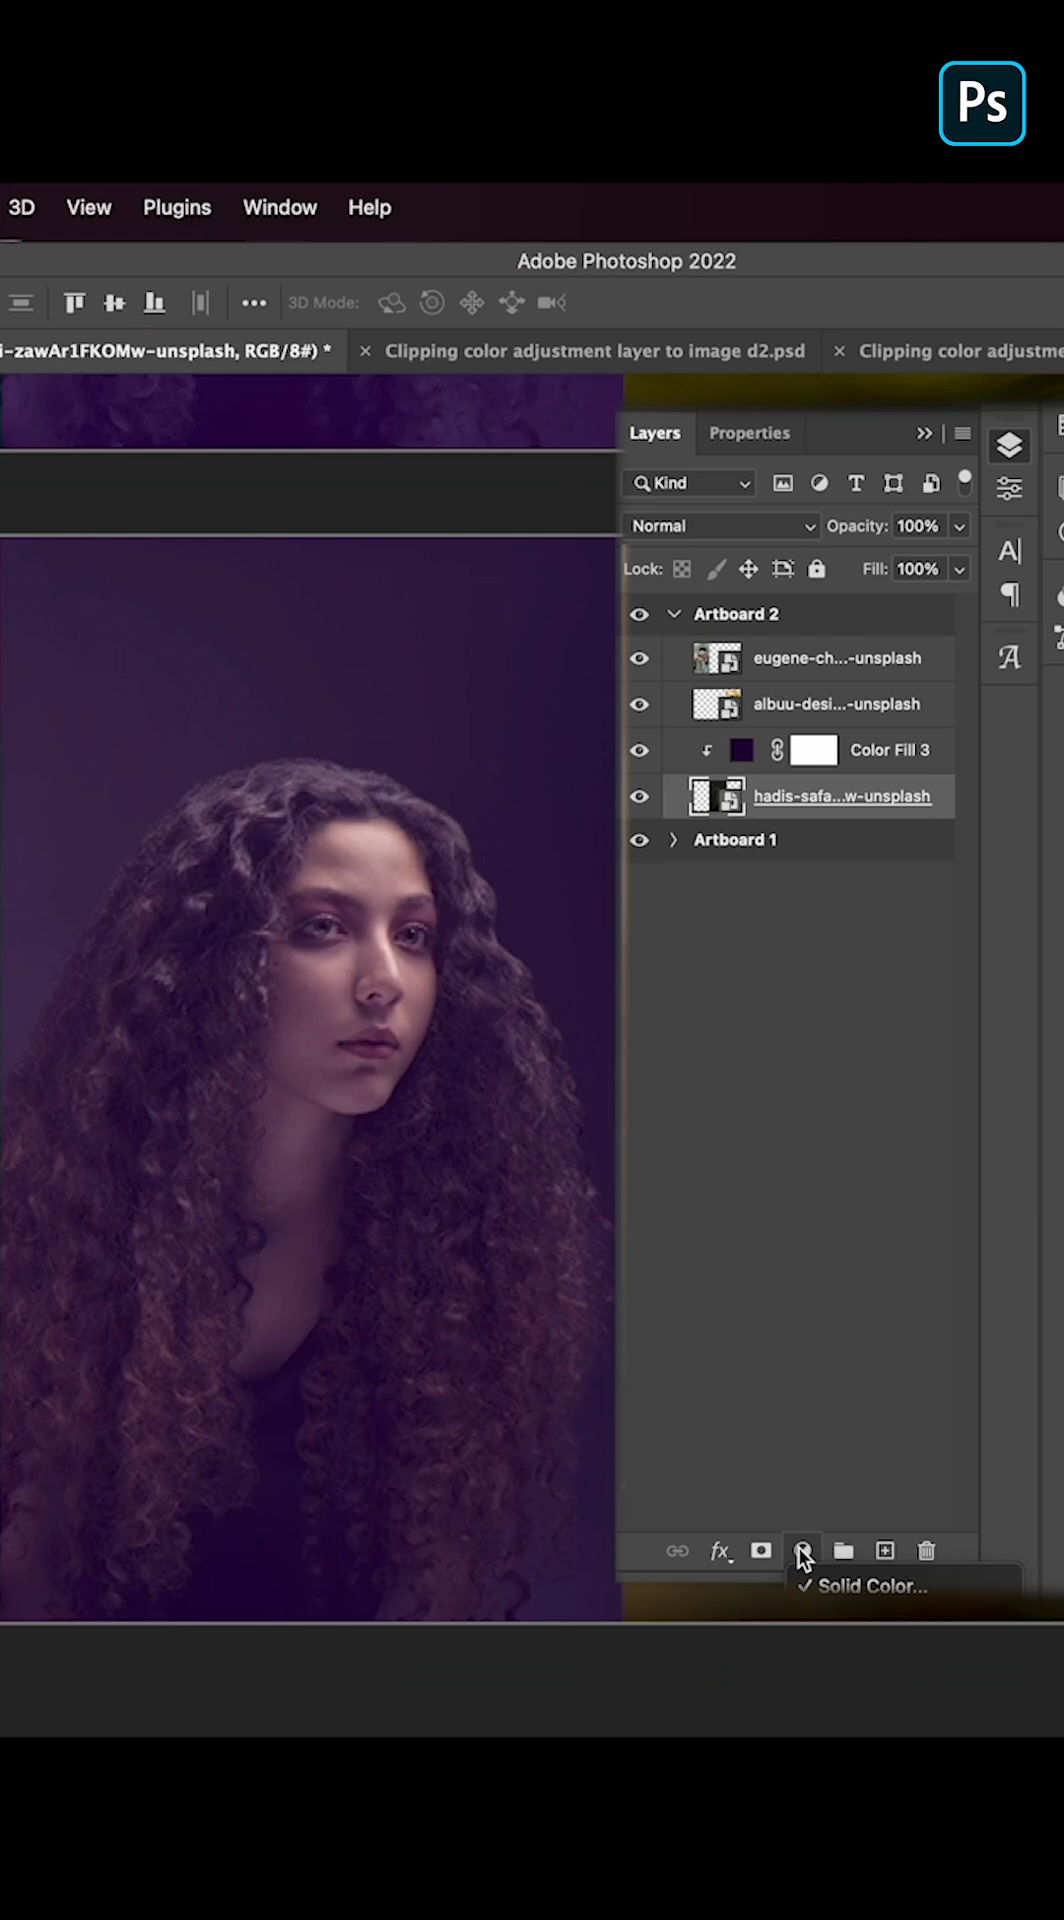 Ps
3D View Plugins Window Help
Adobe Photoshop 2022
3D Mode:
i-zawAr1FKOMw-unsplash, RGB/8#) * × Clipping color adjustment layer to image d2.psd × Clipping color adjustme
Layers Properties
Kind
Normal Opacity: 100%
Lock: Fill: 100%
Artboard 2
eugene-ch...-unsplash
albuu-desi...-unsplash
Color Fill 3
hadis-safa...w-unsplash
Artboard 1
fx
✓ Solid Color...